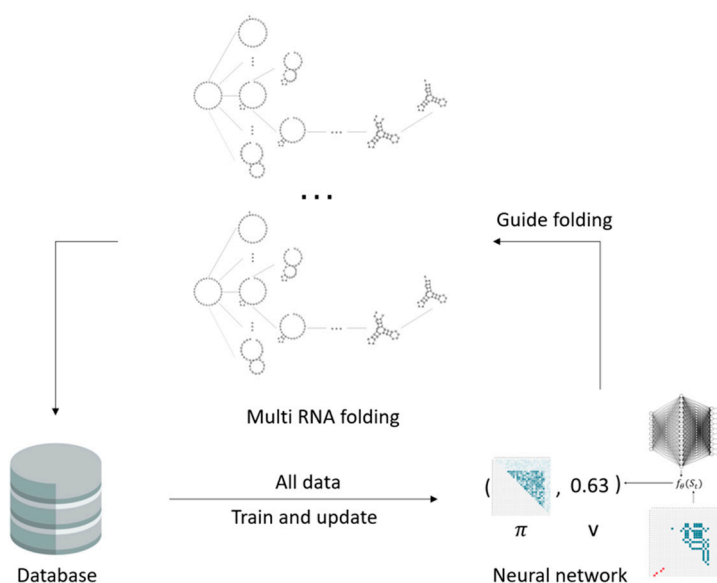 ...
Guide folding
Multi RNA folding
All data
Train and update
( , 0.63 )
π v
fθ(St)
Database
Neural network